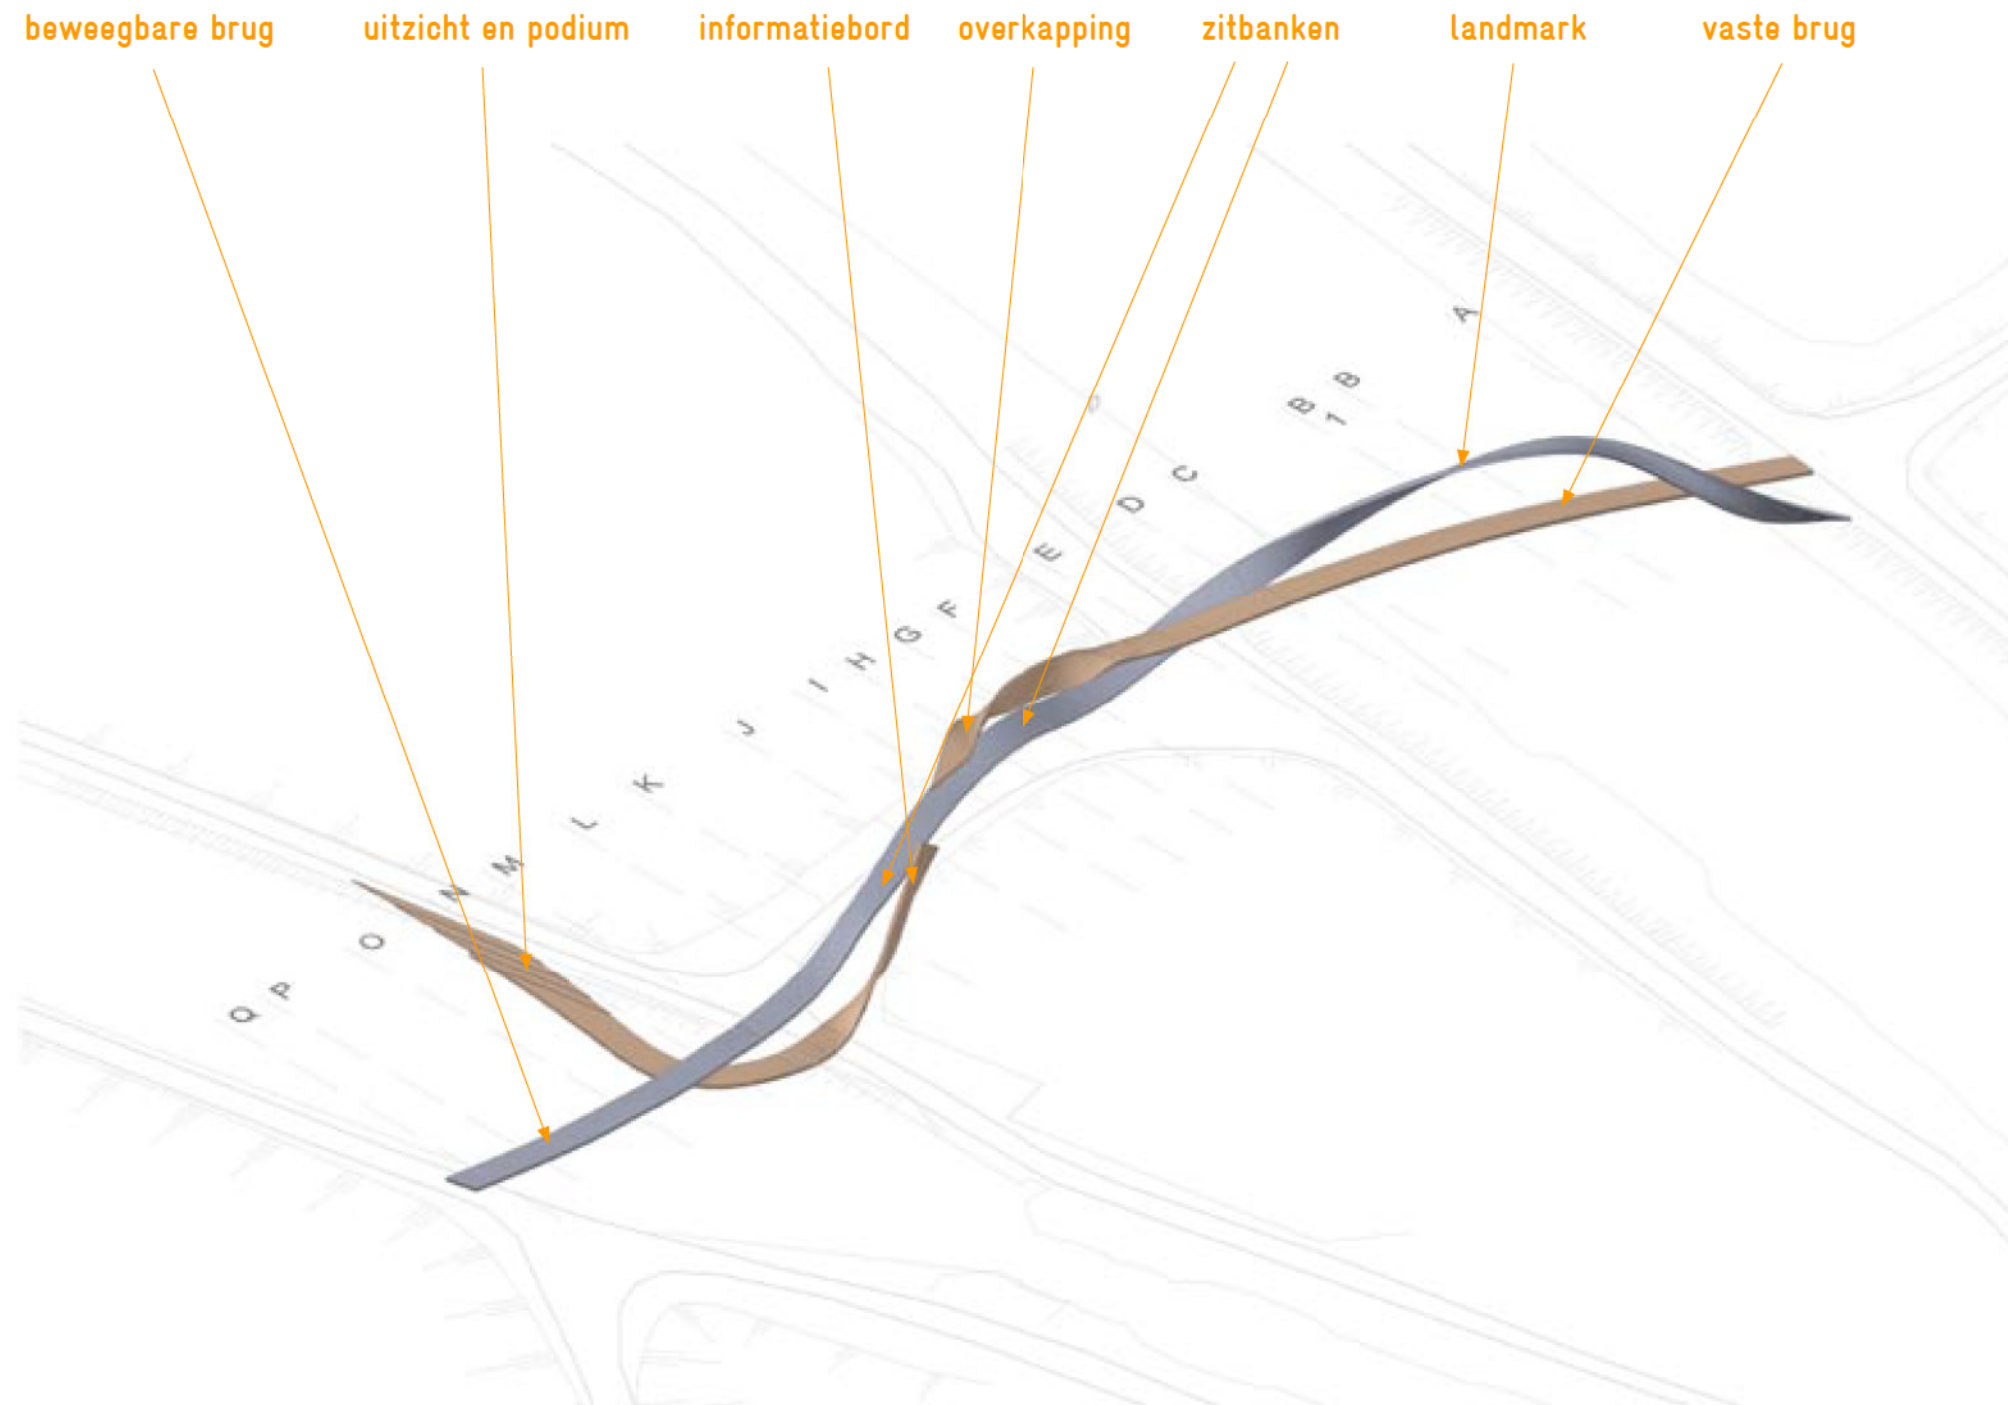 beweegbare brug
uitzicht en podium
informatiebord
overkapping
zitbanken
landmark
vaste brug
A
B
B 1
C
D
E
F
G
H
I
J
K
L
M
N
O
P
Q